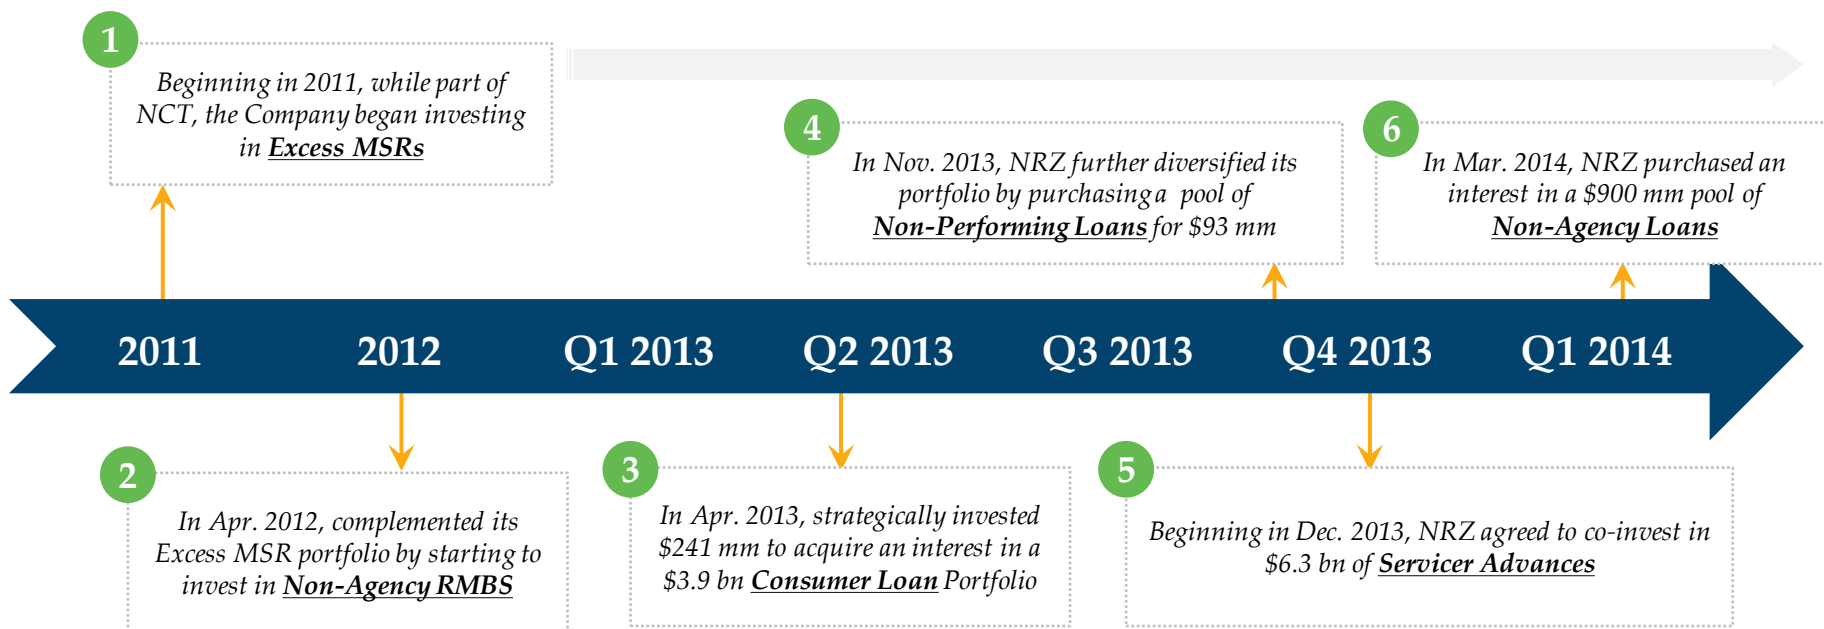 1
Beginning in 2011, while part of
NCT, the Company began investing
in Excess MSRs
4
In Nov. 2013, NRZ further diversified its
portfolio by purchasing a pool of
Non-Performing Loans for $93 mm
6
In Mar. 2014, NRZ purchased an
interest in a $900 mm pool of
Non-Agency Loans
2011
2012
Q1 2013
Q2 2013
Q3 2013
Q4 2013
Q1 2014
2
In Apr. 2012, complemented its
Excess MSR portfolio by starting to
invest in Non-Agency RMBS
3
In Apr. 2013, strategically invested
$241 mm to acquire an interest in a
$3.9 bn Consumer Loan Portfolio
5
Beginning in Dec. 2013, NRZ agreed to co-invest in
$6.3 bn of Servicer Advances